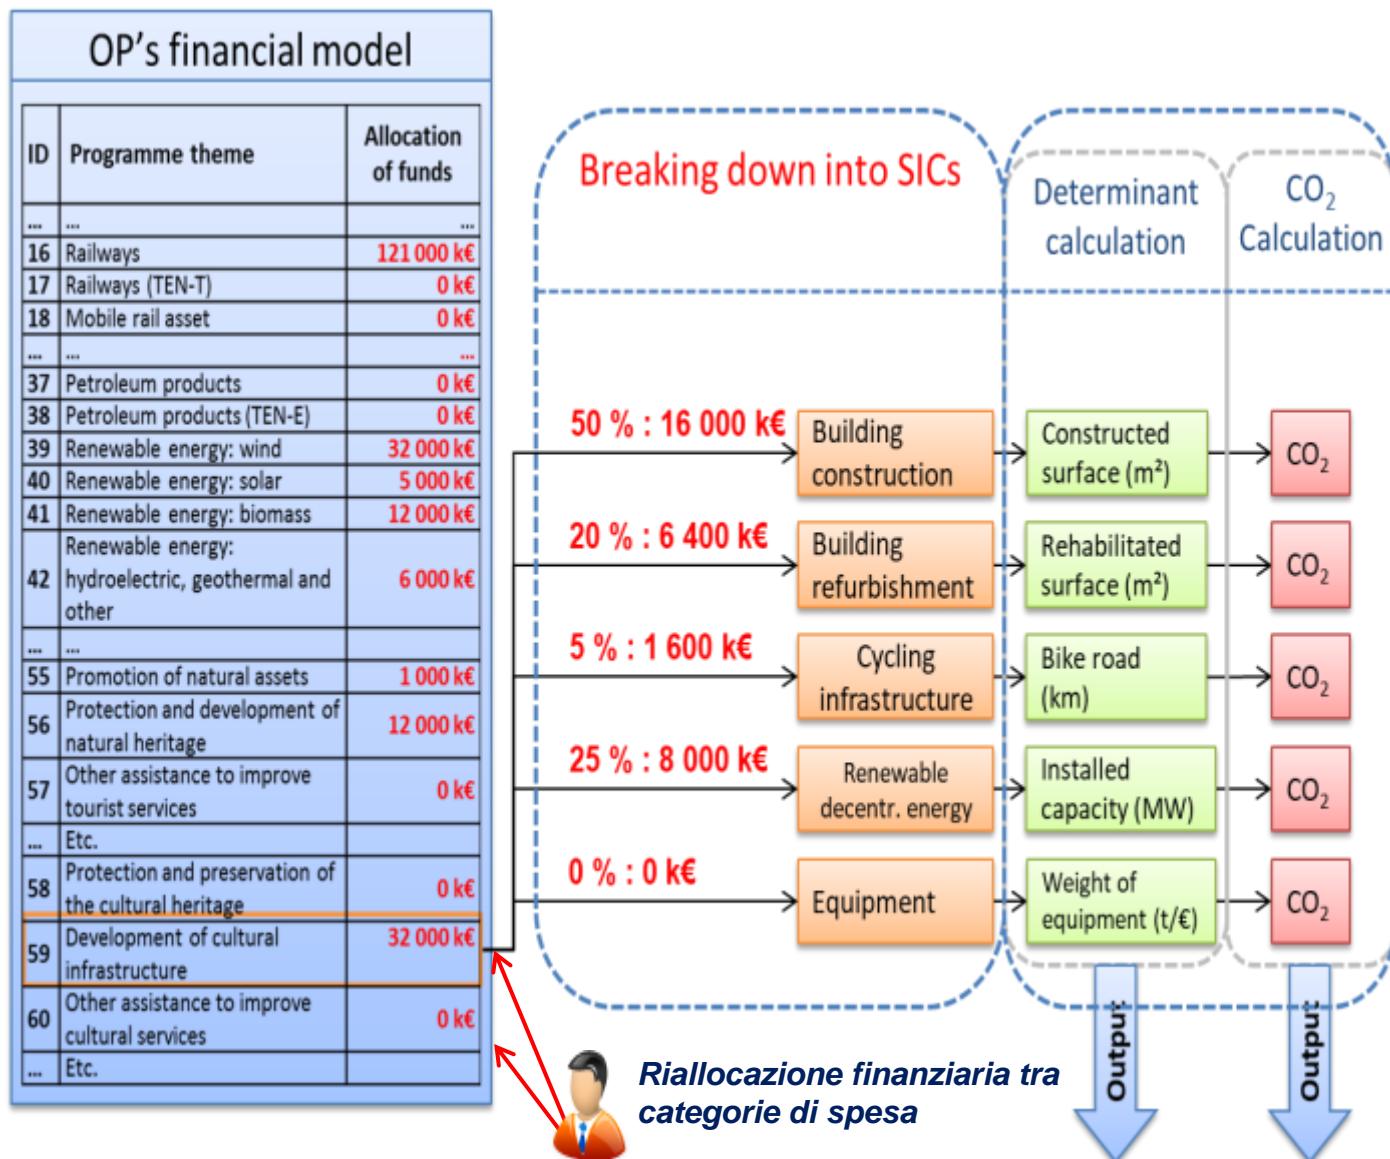 OP's financial model
ID Programme theme Allocation of funds
... ... ...
16 Railways 121 000 k€
17 Railways (TEN-T) 0 k€
18 Mobile rail asset 0 k€
... ... ...
37 Petroleum products 0 k€
38 Petroleum products (TEN-E) 0 k€
39 Renewable energy: wind 32 000 k€
40 Renewable energy: solar 5 000 k€
41 Renewable energy: biomass 12 000 k€
42 Renewable energy:
hydroelectric, geothermal and
other 6 000 k€
... ...
55 Promotion of natural assets 1 000 k€
56 Protection and development of
natural heritage 12 000 k€
57 Other assistance to improve
tourist services 0 k€
... Etc.
58 Protection and preservation of
the cultural heritage 0 k€
59 Development of cultural
infrastructure 32 000 k€
60 Other assistance to improve
cultural services 0 k€
... Etc.
Breaking down into SICs
Determinant
calculation
CO₂
Calculation
50 % : 16 000 k€
Building
construction
Constructed
surface (m²)
CO₂
20 % : 6 400 k€
Building
refurbishment
Rehabilitated
surface (m²)
CO₂
5 % : 1 600 k€
Cycling
infrastructure
Bike road
(km)
CO₂
25 % : 8 000 k€
Renewable
decentr. energy
Installed
capacity (MW)
CO₂
0 % : 0 k€
Equipment
Weight of
equipment (t/€)
CO₂
Output
Output
Riallocazione finanziaria tra
categorie di spesa